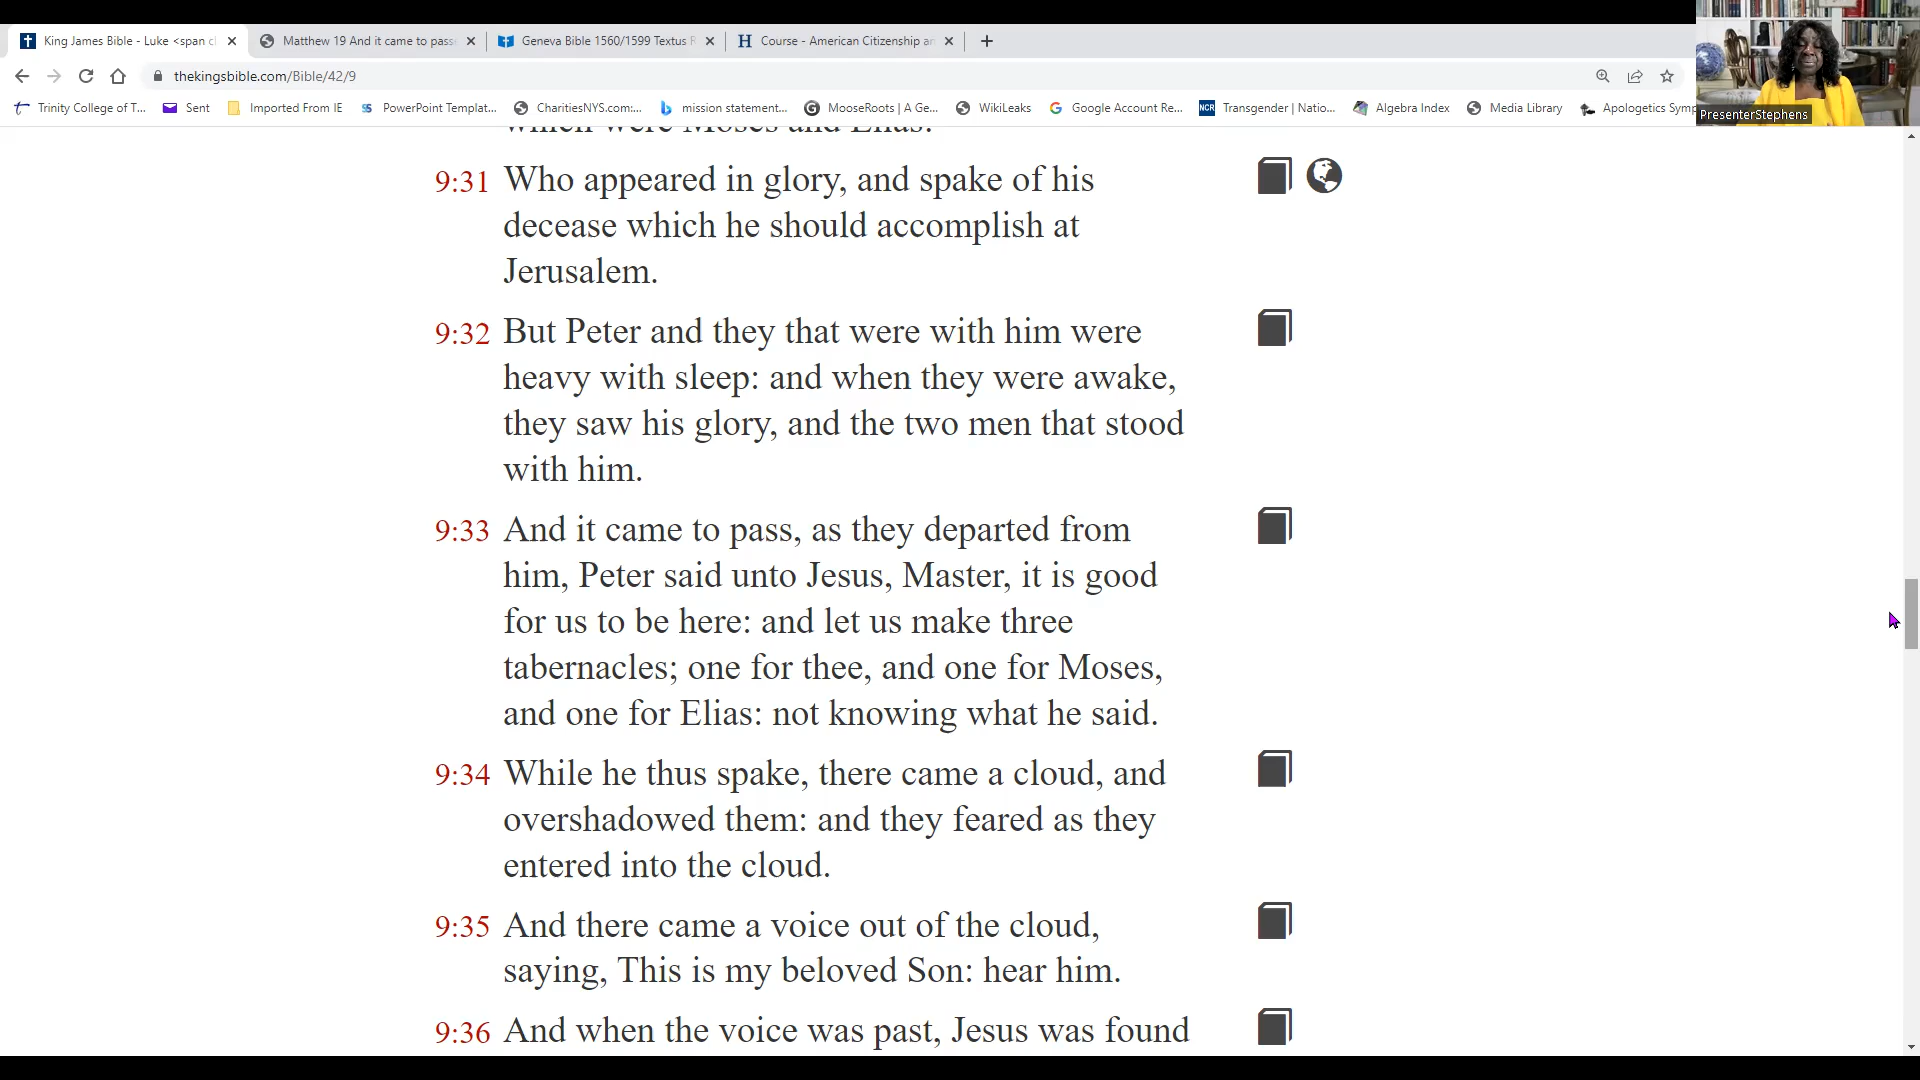 King James Bible - Luke <span c
Matthew 19 And it came to pass
Geneva Bible 1560/1599 Textus R
Course - American Citizenship an
thekingsbible.com/Bible/42/9
Trinity College of T...
Sent
Imported From IE
PowerPoint Templat...
CharitiesNYS.com:...
mission statement...
MooseRoots | A Ge...
WikiLeaks
Google Account Re...
NCR
Transgender | Natio...
Algebra Index
Media Library
Apologetics Symp
PresenterStephens
which were Moses and Elias:
9:31 Who appeared in glory, and spake of his
decease which he should accomplish at
Jerusalem.
9:32 But Peter and they that were with him were
heavy with sleep: and when they were awake,
they saw his glory, and the two men that stood
with him.
9:33 And it came to pass, as they departed from
him, Peter said unto Jesus, Master, it is good
for us to be here: and let us make three
tabernacles; one for thee, and one for Moses,
and one for Elias: not knowing what he said.
9:34 While he thus spake, there came a cloud, and
overshadowed them: and they feared as they
entered into the cloud.
9:35 And there came a voice out of the cloud,
saying, This is my beloved Son: hear him.
9:36 And when the voice was past, Jesus was found